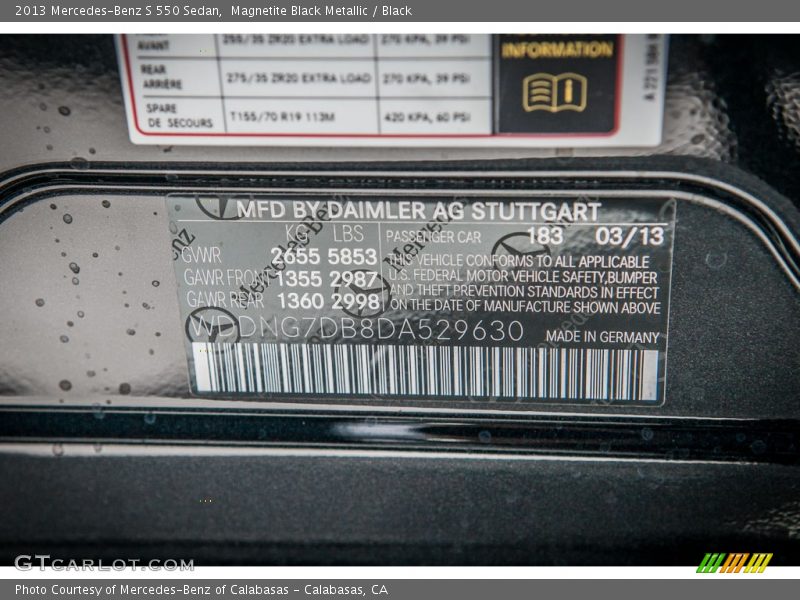 2013 Mercedes-Benz S 550 Sedan,  Magnetite Black Metallic / Black
AVANT 255/35 ZR20 EXTRA LOAD 270 KPA, 39 PSI
REAR
ARRIERE 275/35 ZR20 EXTRA LOAD 270 KPA, 39 PSI
SPARE
DE SECOURS T155/70 R19 113M 420 KPA, 60 PSI
INFORMATION
MFD BY DAIMLER AG STUTTGART
KG LBS PASSENGER CAR 183 03/13
GVWR 2655 5853
GAWR FRONT 1355 2987
GAWR REAR 1360 2998
THIS VEHICLE CONFORMS TO ALL APPLICABLE
U.S. FEDERAL MOTOR VEHICLE SAFETY,BUMPER
AND THEFT PREVENTION STANDARDS IN EFFECT
ON THE DATE OF MANUFACTURE SHOWN ABOVE
WDDNG7DB8DA529630 MADE IN GERMANY
GTCARLOT.COM
Photo Courtesy of Mercedes-Benz of Calabasas - Calabasas, CA